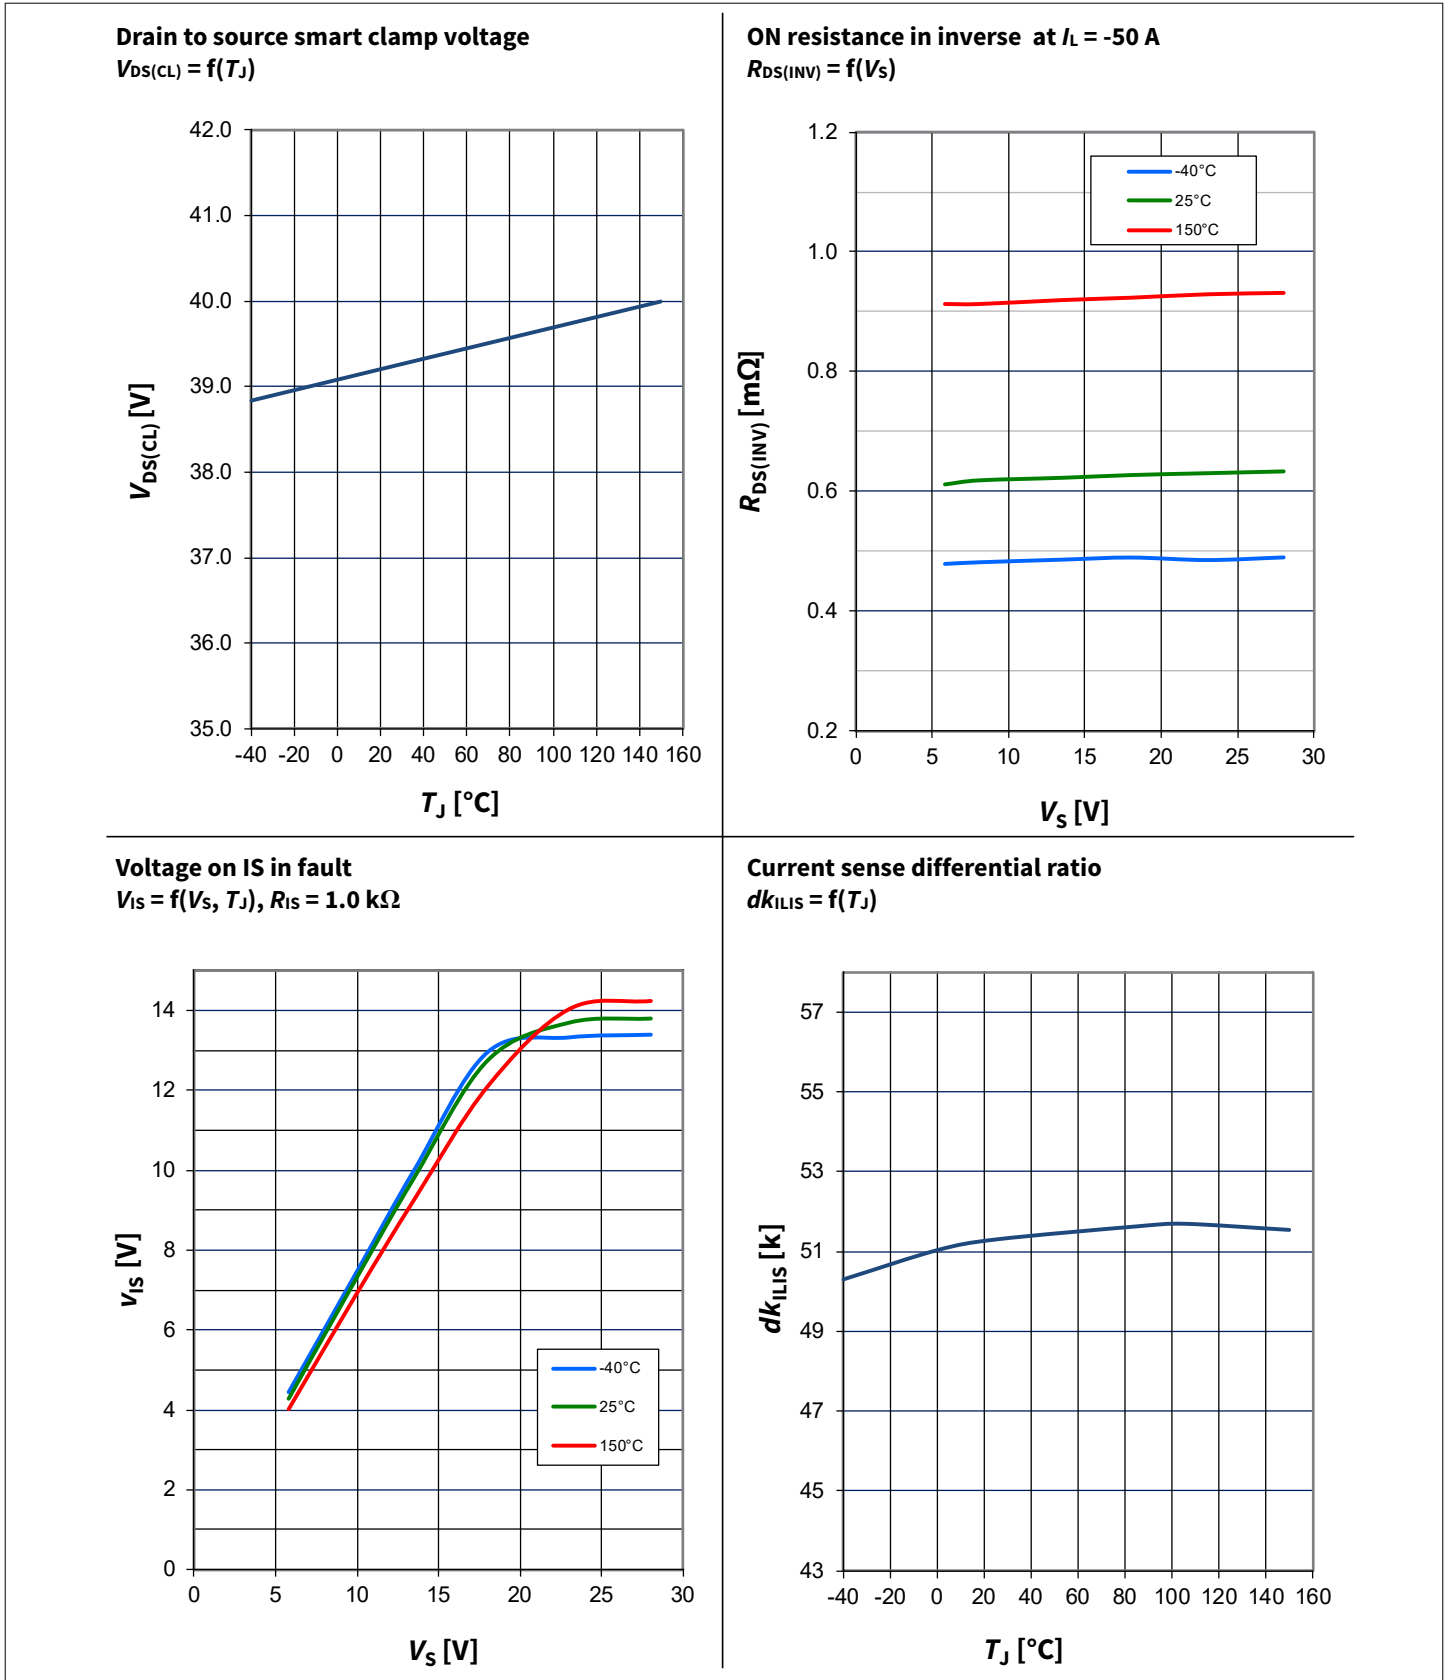 Drain to source smart clamp voltage
VDS(CL) = f(TJ)
42.0
41.0
40.0
39.0
38.0
37.0
36.0
35.0
-40 -20 0 20 40 60 80 100 120 140 160
VDS(CL) [V]
TJ [°C]
ON resistance in inverse at IL = -50 A
RDS(INV) = f(VS)
1.2
1.0
0.8
0.6
0.4
0.2
0 5 10 15 20 25 30
-40°C
25°C
150°C
RDS(INV) [mΩ]
VS [V]
Voltage on IS in fault
VIS = f(VS, TJ), RIS = 1.0 kΩ
14
12
10
8
6
4
2
0
0 5 10 15 20 25 30
-40°C
25°C
150°C
vIS [V]
VS [V]
Current sense differential ratio
dkILIS = f(TJ)
57
55
53
51
49
47
45
43
-40 -20 0 20 40 60 80 100 120 140 160
dkILIS [k]
TJ [°C]